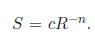 S = cR⁻ⁿ.